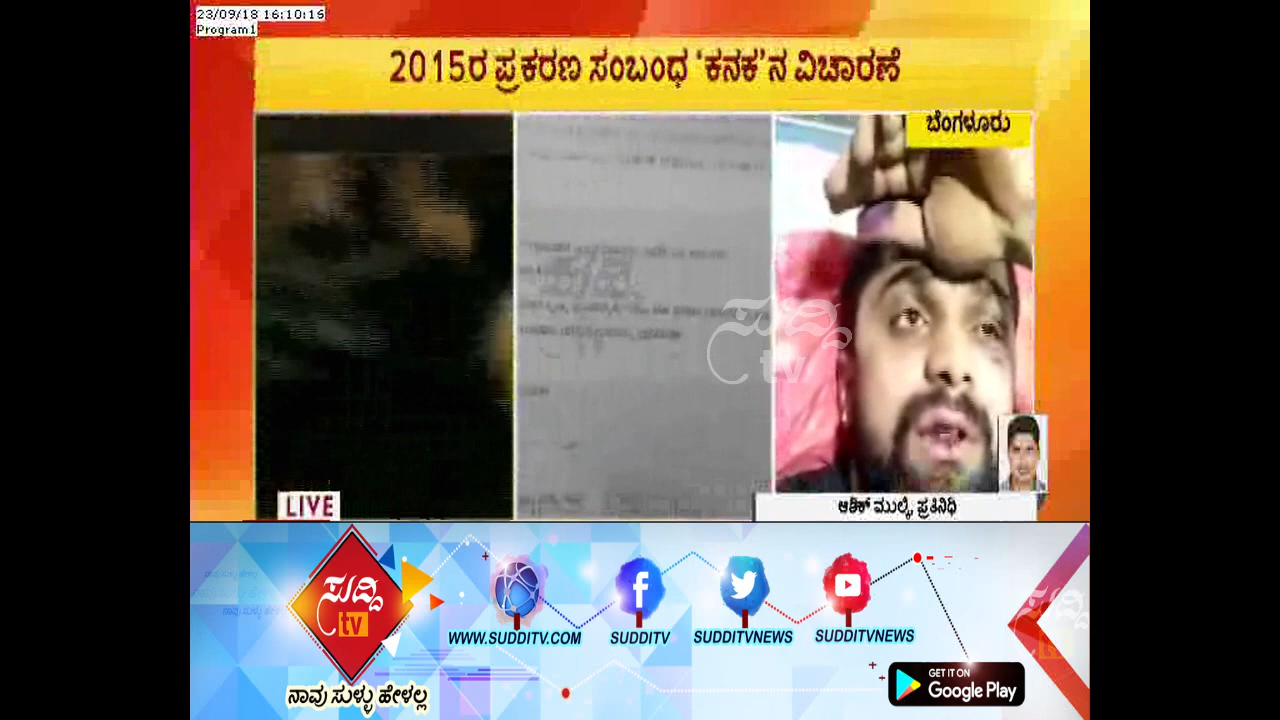 23/09/18 16:10:16
Program1
2015ರ ಪ್ರಕರಣ ಸಂಬಂಧ ‘ಕನಕ’ನ ವಿಚಾರಣೆ
ಬೆಂಗಳೂರು
ಸುದ್ದಿ
tv
LIVE
ಆಶಿಕ್ ಮುಲ್ಕಿ, ಪ್ರತಿನಿಧಿ
ಸುದ್ದಿ
tv
WWW.SUDDITV.COM SUDDITV SUDDITVNEWS SUDDITVNEWS
GET IT ON
Google Play
ನಾವು ಸುಳ್ಳು ಹೇಳಲ್ಲ